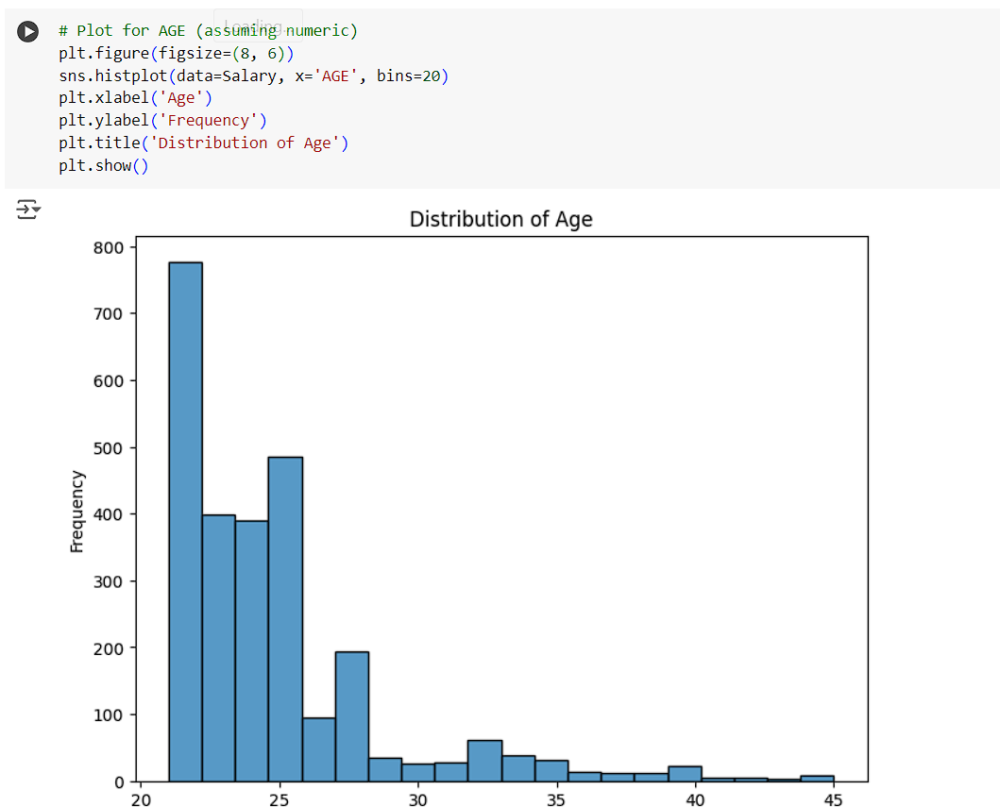 # Plot for AGE (assuming numeric)
Loading...
plt.figure(figsize=(8, 6))
sns.histplot(data=Salary, x='AGE', bins=20)
plt.xlabel('Age')
plt.ylabel('Frequency')
plt.title('Distribution of Age')
plt.show()
Distribution of Age
800
700
600
500
400
300
200
100
0
Frequency
20 25 30 35 40 45